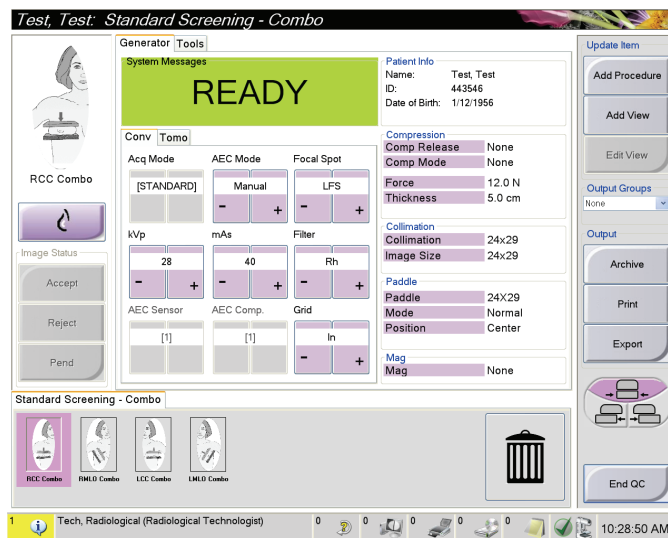 Test, Test: Standard Screening - Combo
RCC Combo
Image Status
Accept
Reject
Pend
Generator Tools
System Messages
READY
Conv Tomo
Acq Mode AEC Mode Focal Spot
[STANDARD] Manual LFS
- + - +
kVp mAs Filter
28 40 Rh
- + - + - +
AEC Sensor AEC Comp. Grid
[1] [1] In
- +
Patient Info
Name: Test, Test
ID: 443546
Date of Birth: 1/12/1956
Compression
Comp Release None
Comp Mode None
Force 12.0 N
Thickness 5.0 cm
Collimation
Collimation 24x29
Image Size 24x29
Paddle
Paddle 24X29
Mode Normal
Position Center
Mag
Mag None
Update Item
Add Procedure
Add View
Edit View
Output Groups
None
Output
Archive
Print
Export
End QC
Standard Screening - Combo
RCC Combo RMLO Combo LCC Combo LMLO Combo
1 Tech, Radiological (Radiological Technologist) 0 0 0 0 0 10:28:50 AM